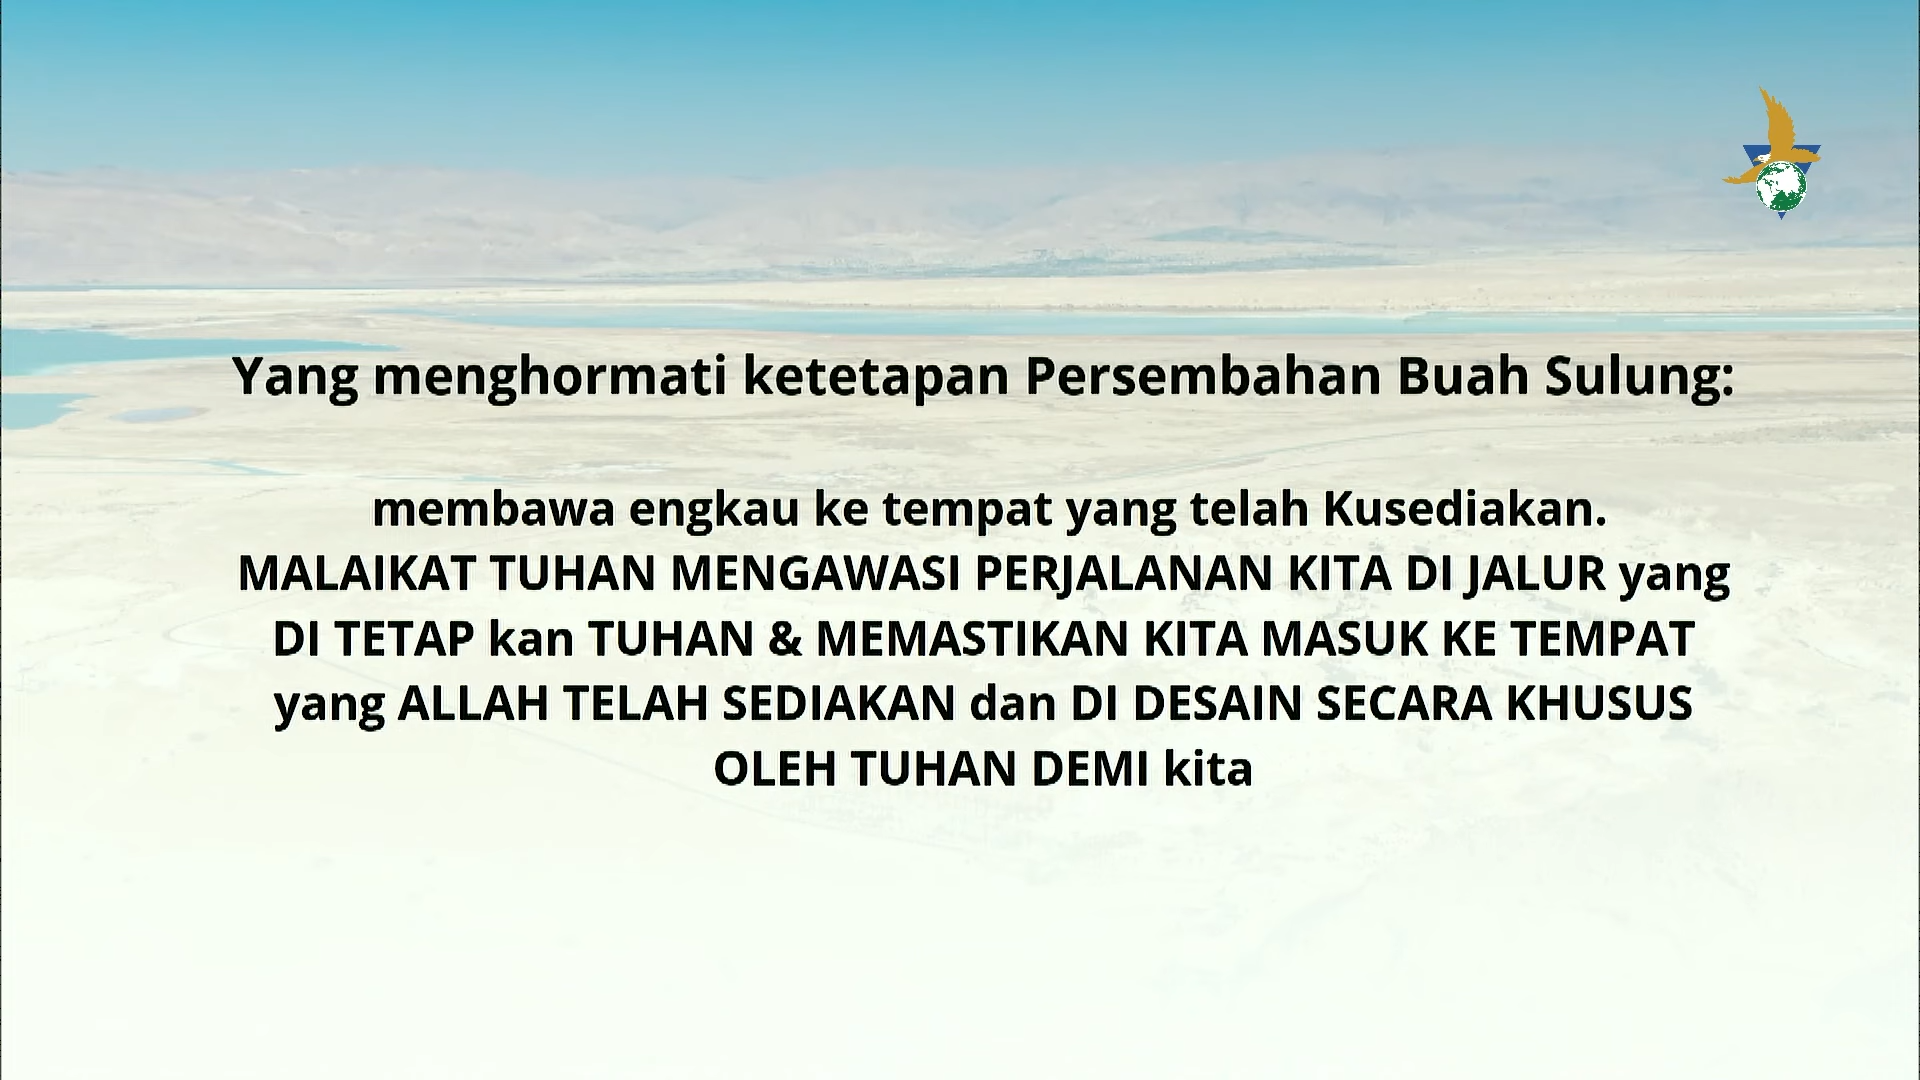 Yang menghormati ketetapan Persembahan Buah Sulung:
membawa engkau ke tempat yang telah Kusediakan.
MALAIKAT TUHAN MENGAWASI PERJALANAN KITA DI JALUR yang
DI TETAP kan TUHAN & MEMASTIKAN KITA MASUK KE TEMPAT
yang ALLAH TELAH SEDIAKAN dan DI DESAIN SECARA KHUSUS
OLEH TUHAN DEMI kita